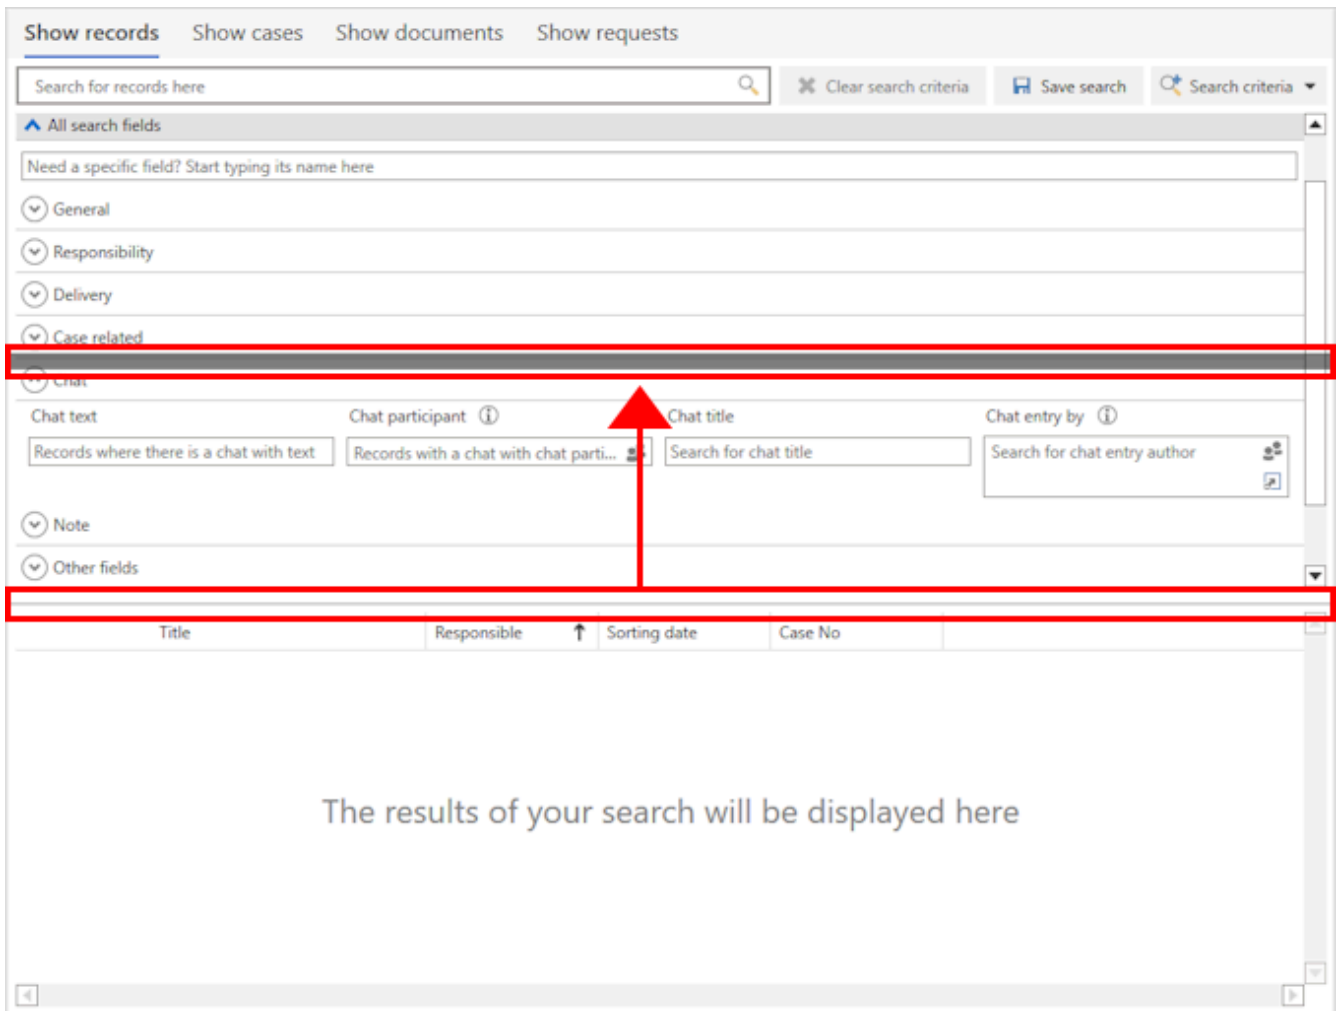 Show records Show cases Show documents Show requests
Search for records here Clear search criteria Save search Search criteria
All search fields
Need a specific field? Start typing its name here
General
Responsibility
Delivery
Case related
Chat
Chat text Chat participant Chat title Chat entry by
Records where there is a chat with text Records with a chat with chat parti... Search for chat title Search for chat entry author
Note
Other fields
Title Responsible Sorting date Case No
The results of your search will be displayed here